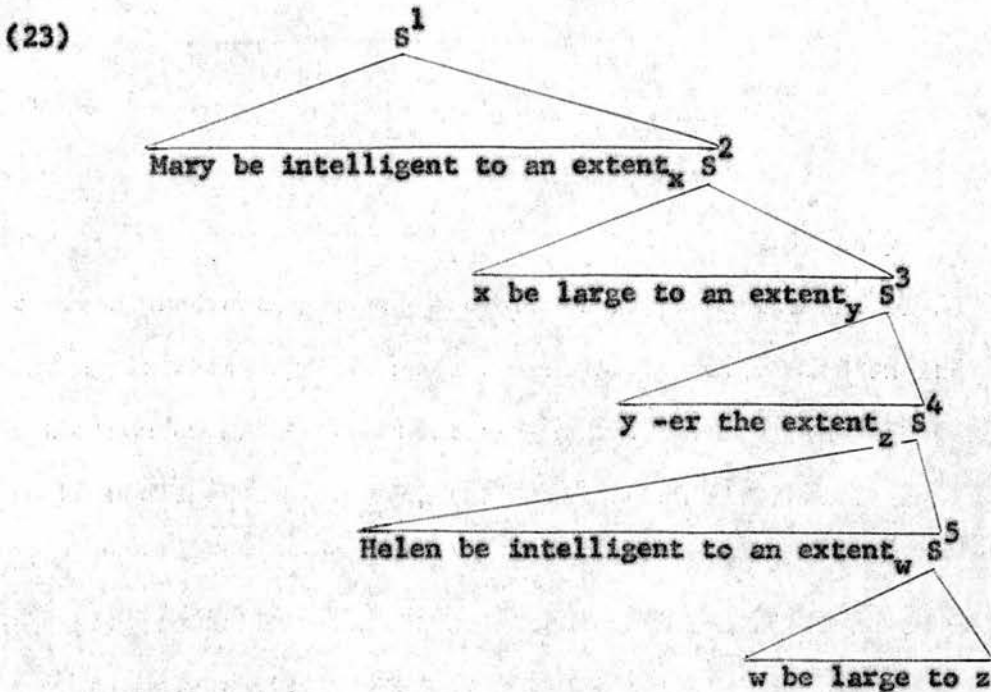 (23)
S1
Mary be intelligent to an extentx S2
x be large to an extenty S3
y -er the extentz S4
Helen be intelligent to an extentw S5
w be large to z